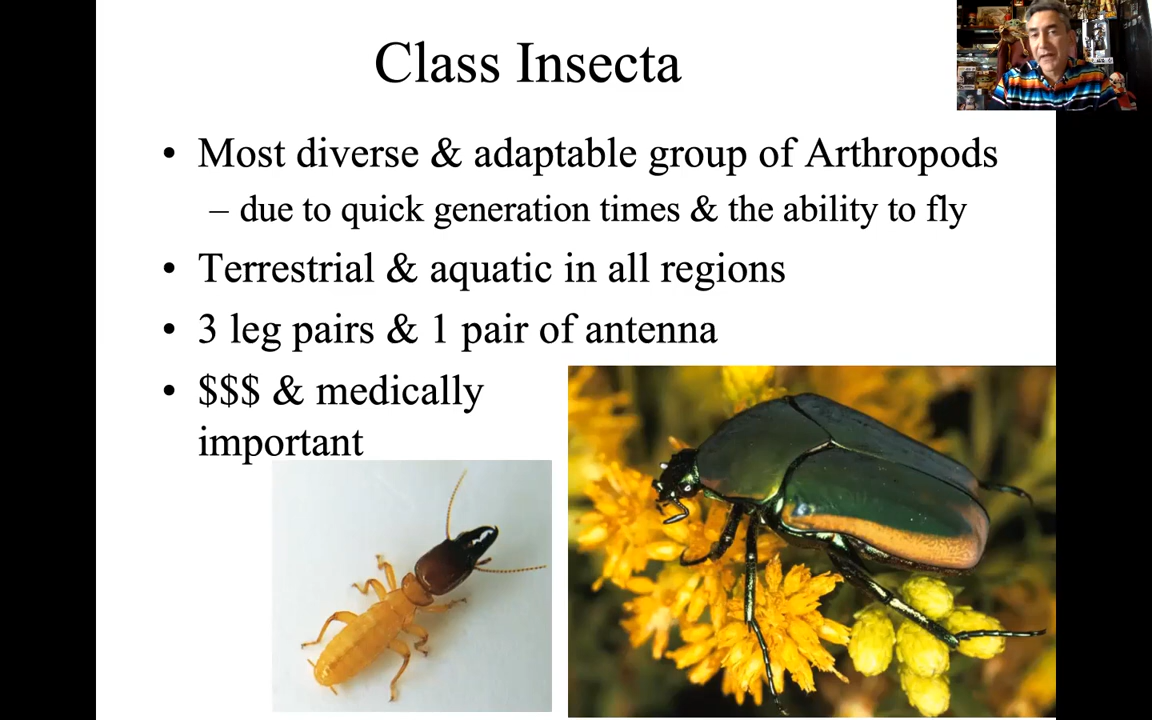 Class Insecta
• Most diverse & adaptable group of Arthropods
– due to quick generation times & the ability to fly
• Terrestrial & aquatic in all regions
• 3 leg pairs & 1 pair of antenna
• $$$ & medically
important